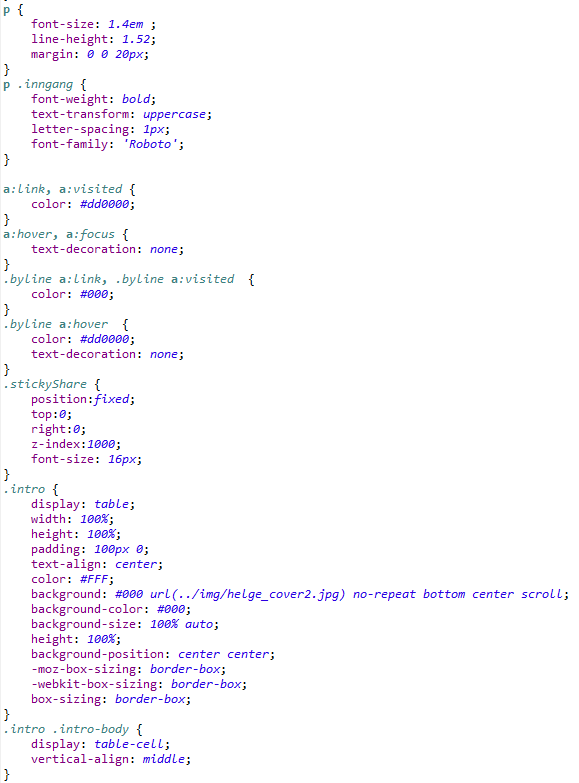 p {
    font-size: 1.4em ;
    line-height: 1.52;
    margin: 0 0 20px;
}
p .inngang {
    font-weight: bold;
    text-transform: uppercase;
    letter-spacing: 1px;
    font-family: 'Roboto';
}

a:link, a:visited {
    color: #dd0000;
}
a:hover, a:focus {
    text-decoration: none;
}
.byline a:link, .byline a:visited  {
    color: #000;
}
.byline a:hover  {
    color: #dd0000;
    text-decoration: none;
}
.stickyShare {
    position:fixed;
    top:0;
    right:0;
    z-index:1000;
    font-size: 16px;
}
.intro {
    display: table;
    width: 100%;
    height: 100%;
    padding: 100px 0;
    text-align: center;
    color: #FFF;
    background: #000 url(../img/helge_cover2.jpg) no-repeat bottom center scroll;
    background-color: #000;
    background-size: 100% auto;
    height: 100%;
    background-position: center center;
    -moz-box-sizing: border-box;
    -webkit-box-sizing: border-box;
    box-sizing: border-box;
}
.intro .intro-body {
    display: table-cell;
    vertical-align: middle;
}